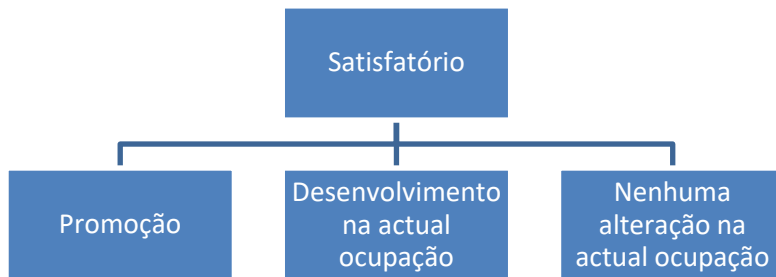 Satisfatório
Promoção
Desenvolvimento
na actual
ocupação
Nenhuma
alteração na
actual ocupação